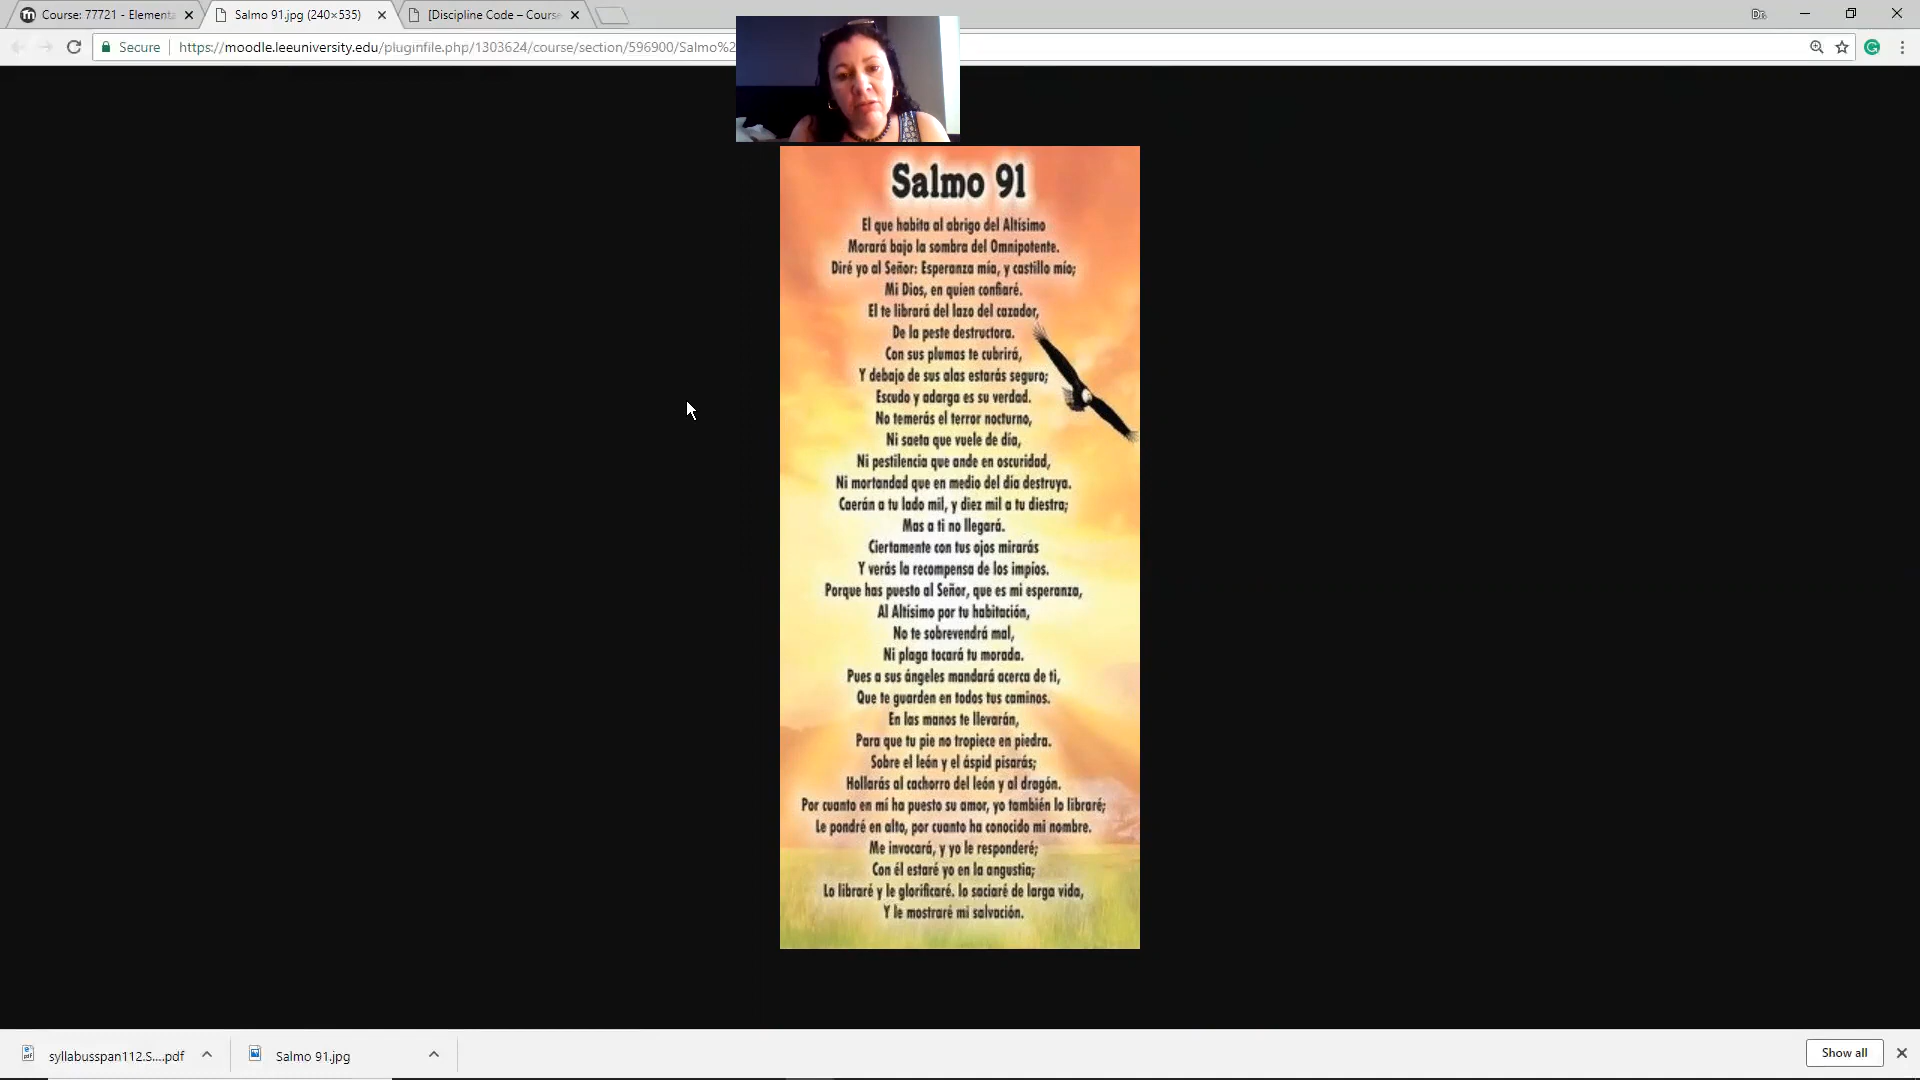 Course: 77721 - Elementa
Salmo 91.jpg (240×535)
[Discipline Code – Course
Secure
https://moodle.leeuniversity.edu/pluginfile.php/1303624/course/section/596900/Salmo%2
Salmo 91
El que habita al abrigo del Altísimo
Morará bajo la sombra del Omnipotente.
Diré yo al Señor: Esperanza mía, y castillo mío;
Mi Dios, en quien confiaré.
El te librará del lazo del cazador,
De la peste destructora.
Con sus plumas te cubrirá,
Y debajo de sus alas estarás seguro;
Escudo y adarga es su verdad.
No temerás el terror nocturno,
Ni saeta que vuele de día,
Ni pestilencia que ande en oscuridad,
Ni mortandad que en medio del día destruya.
Caerán a tu lado mil, y diez mil a tu diestra;
Mas a ti no llegará.
Ciertamente con tus ojos mirarás
Y verás la recompensa de los impíos.
Porque has puesto al Señor, que es mi esperanza,
Al Altísimo por tu habitación,
No te sobrevendrá mal,
Ni plaga tocará tu morada.
Pues a sus ángeles mandará acerca de ti,
Que te guarden en todos tus caminos.
En las manos te llevarán,
Para que tu pie no tropiece en piedra.
Sobre el león y el áspid pisarás;
Hollarás al cachorro del león y al dragón.
Por cuanto en mí ha puesto su amor, yo también lo libraré;
Le pondré en alto, por cuanto ha conocido mi nombre.
Me invocará, y yo le responderé;
Con él estaré yo en la angustia;
Lo libraré y le glorificaré. lo saciaré de larga vida,
Y le mostraré mi salvación.
syllabusspan112.S....pdf
Salmo 91.jpg
Show all